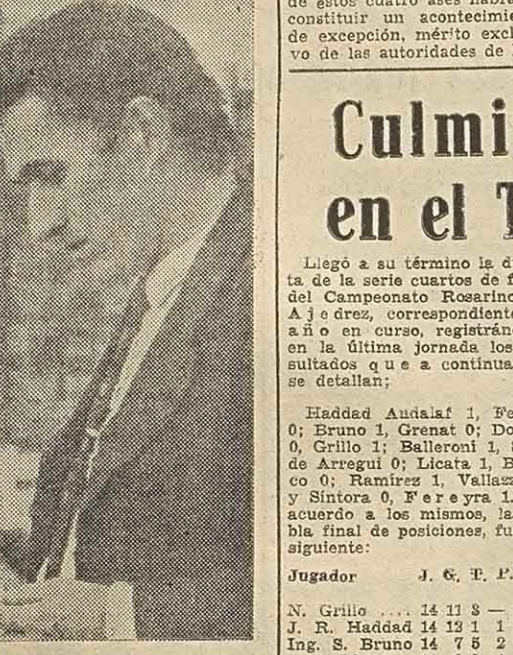 de estos cuatro ases
constituir un acontecimie
de excepción, mérito excl
vo de las autoridades de
Culmi
en el T
Llegó a su término la d
ta de la serie cuartos de f
del Campeonato Rosarino
Ajedrez, correspondiente
año en curso, registrán
en la última jornada los
sultados que a continua
se detallan;
Haddad Audalaf 1, Fe
0; Bruno 1, Grenat 0; Do
0, Grillo 1; Balleroni 1,
de Arregui 0; Licata 1, B
co 0; Ramírez 1, Vallaz
y Síntora 0, Fereyra 1.
acuerdo a los mismos, la
bla final de posiciones, fu
siguiente:
Jugador J. G. T. P.
N. Grillo .... 14 11 3 —
J. R. Haddad 14 12 1 1
Ing. S. Bruno 14 7 5 2